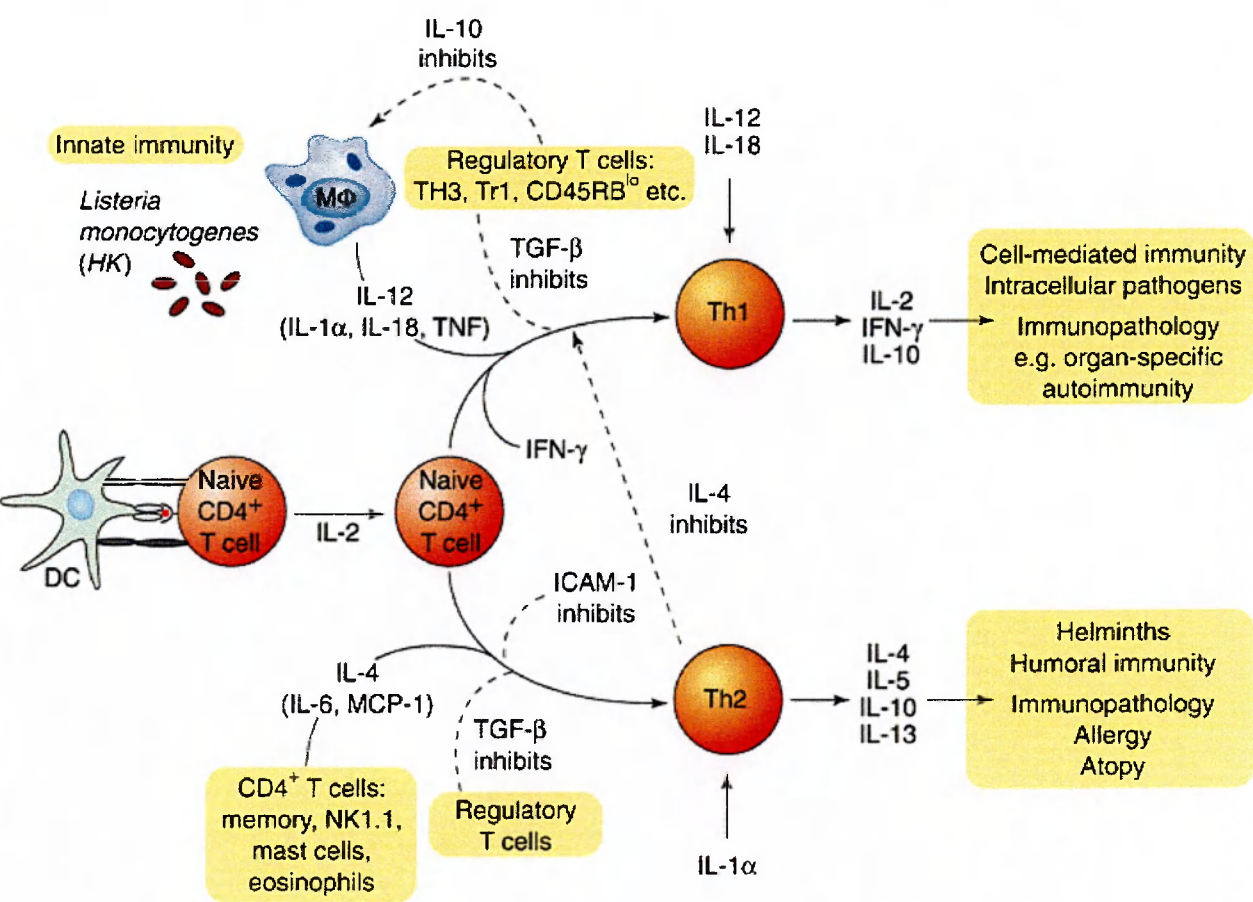 IL-10
inhibits
Innate immunity
Listeria
monocytogenes
(HK)
MΦ
Regulatory T cells:
TH3, Tr1, CD45RB^lo etc.
IL-12
IL-18
TGF-β
inhibits
IL-12
(IL-1α, IL-18, TNF)
Th1
IL-2
IFN-γ
IL-10
Cell-mediated immunity
Intracellular pathogens
Immunopathology
e.g. organ-specific
autoimmunity
IFN-γ
DC
Naive
CD4+
T cell
IL-2
Naive
CD4+
T cell
IL-4
inhibits
ICAM-1
inhibits
IL-4
(IL-6, MCP-1)
TGF-β
inhibits
CD4+ T cells:
memory, NK1.1,
mast cells,
eosinophils
Regulatory
T cells
Th2
IL-4
IL-5
IL-10
IL-13
Helminths
Humoral immunity
Immunopathology
Allergy
Atopy
IL-1α